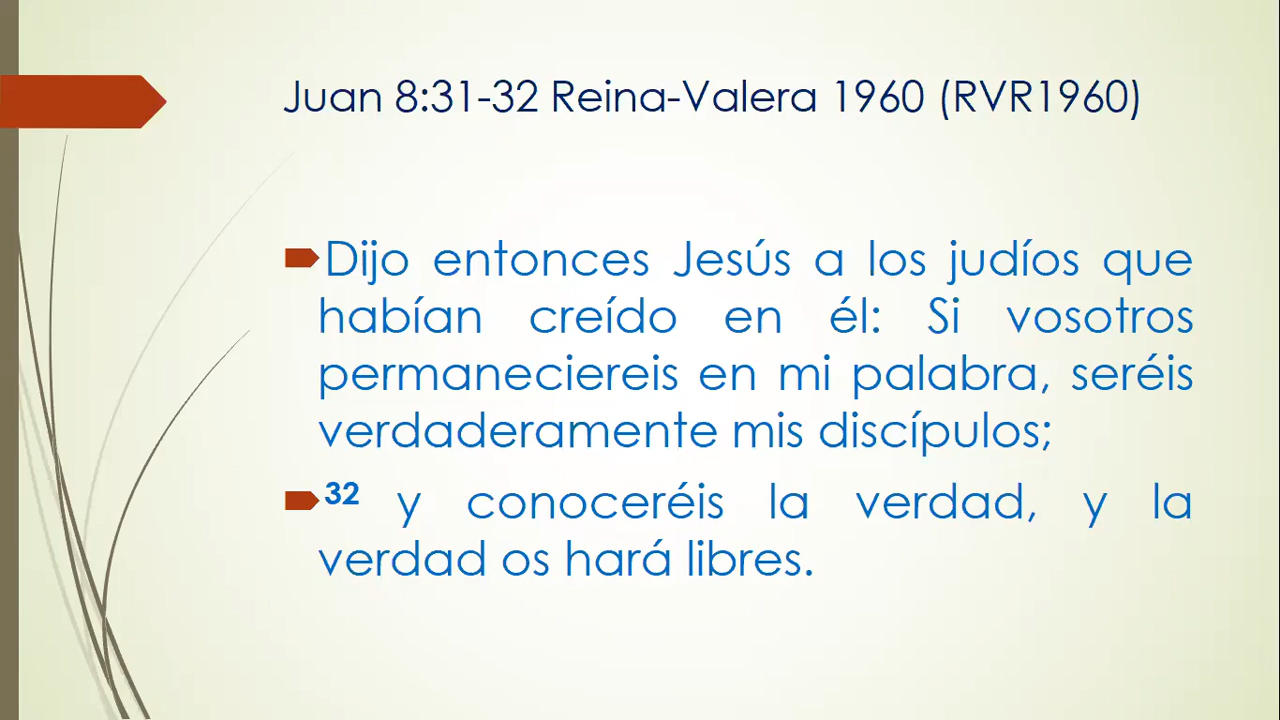 Juan 8:31-32 Reina-Valera 1960 (RVR1960)
Dijo entonces Jesús a los judíos que
habían creído en él: Si vosotros
permaneciereis en mi palabra, seréis
verdaderamente mis discípulos;
32 y conoceréis la verdad, y la
verdad os hará libres.